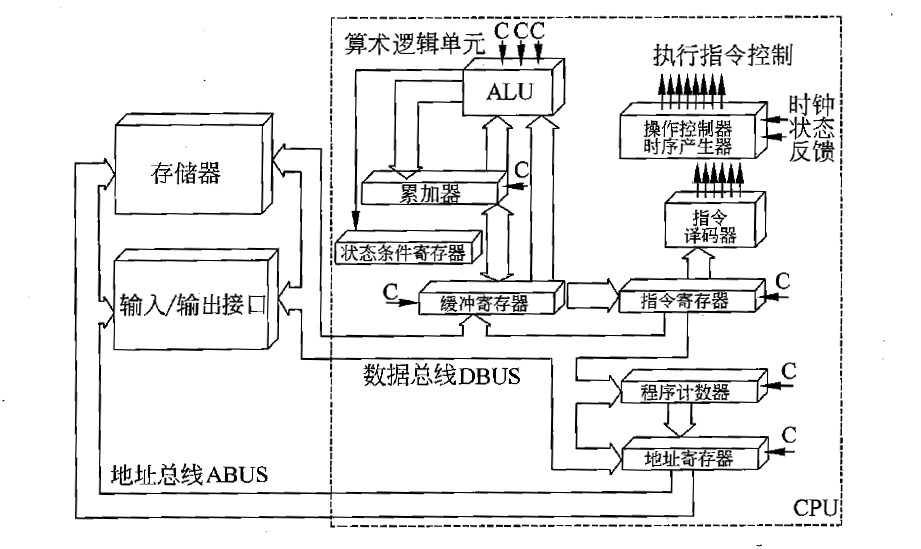 C CC
算术逻辑单元
ALU
执行指令控制
操作控制器
时序产生器
时钟
状态
反馈
存储器
累加器
C
指令
译码器
状态条件寄存器
输入/输出接口
C
缓冲寄存器
指令寄存器
C
数据总线DBUS
程序计数器
C
地址寄存器
C
地址总线ABUS
CPU